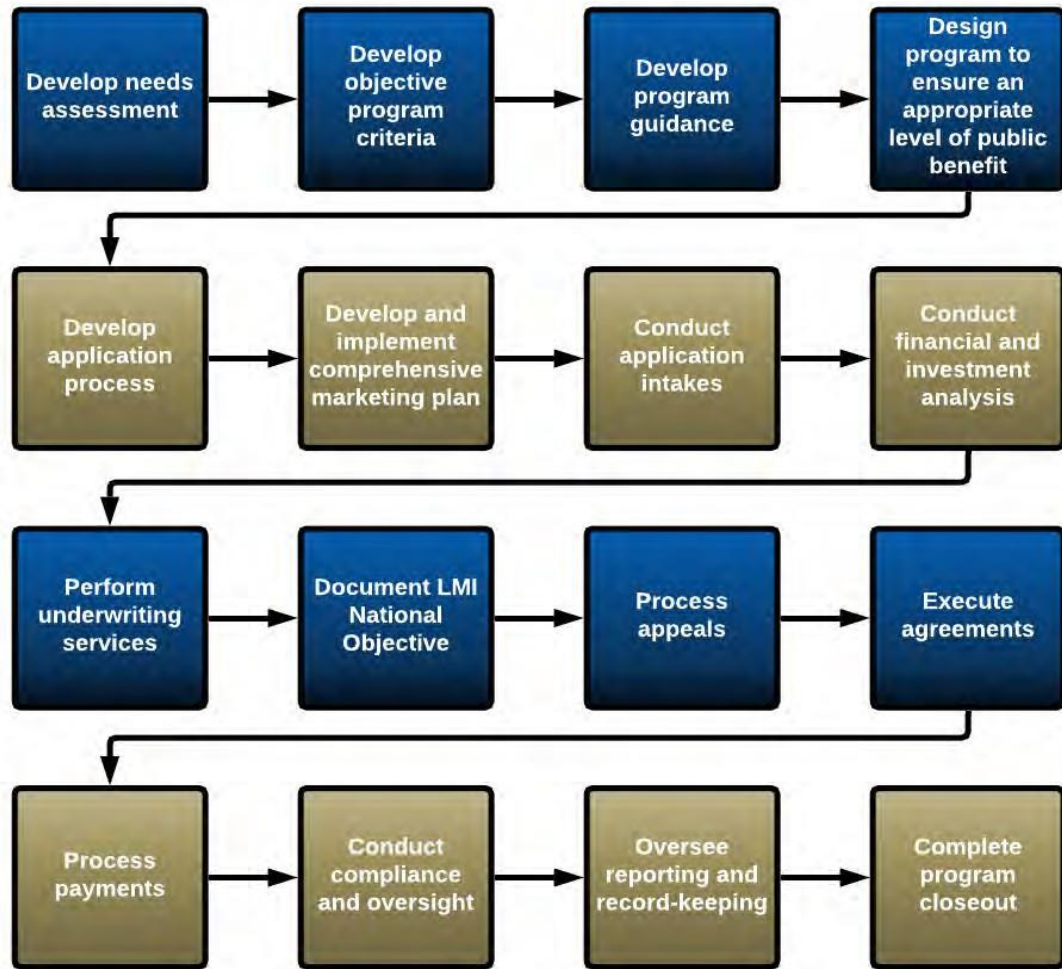 Develop needs
assessment
Develop
objective
program
criteria
Develop
program
guidance
Design
program to
ensure an
appropriate
level of public
benefit
Develop
application
process
Develop and
implement
comprehensive
marketing plan
Conduct
application
intakes
Conduct
financial and
investment
analysis
Perform
underwriting
services
Document LMI
National
Objective
Process
appeals
Execute
agreements
Process
payments
Conduct
compliance
and oversight
Oversee
reporting and
record-keeping
Complete
program
closeout